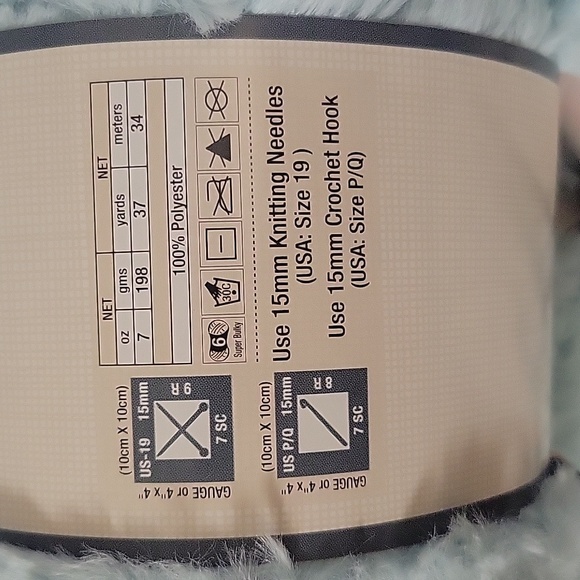 NET NET
oz gms yards meters
7 198 37 34
100% Polyester
6
Super Bulky
30C
Use 15mm Knitting Needles
(USA: Size 19 )
Use 15mm Crochet Hook
(USA: Size P/Q)
(10cm X 10cm)
US-19 15mm
9 R
7 SC
GAUGE or 4"x 4"
(10cm X 10cm)
US P/Q 15mm
8 R
7 SC
GAUGE or 4"x 4"